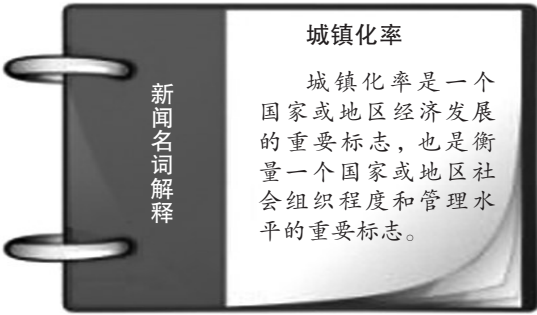 新闻名词解释
城镇化率
城镇化率是一个
国家或地区经济发展
的重要标志，也是衡
量一个国家或地区社
会组织程度和管理水
平的重要标志。